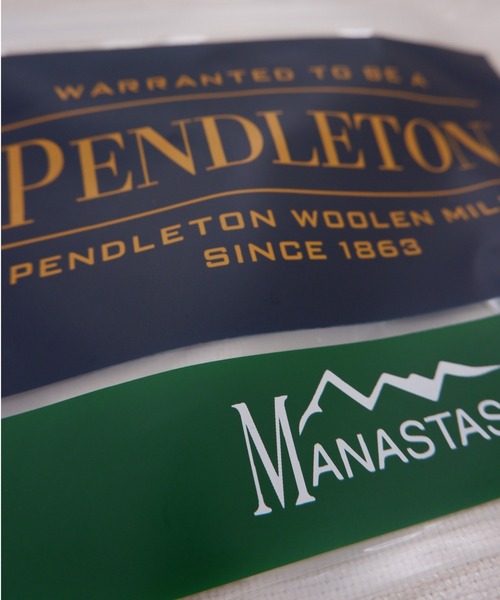 WARRANTED TO BE A
PENDLETON
PENDLETON WOOLEN MIL
SINCE 1863
MANASTAS